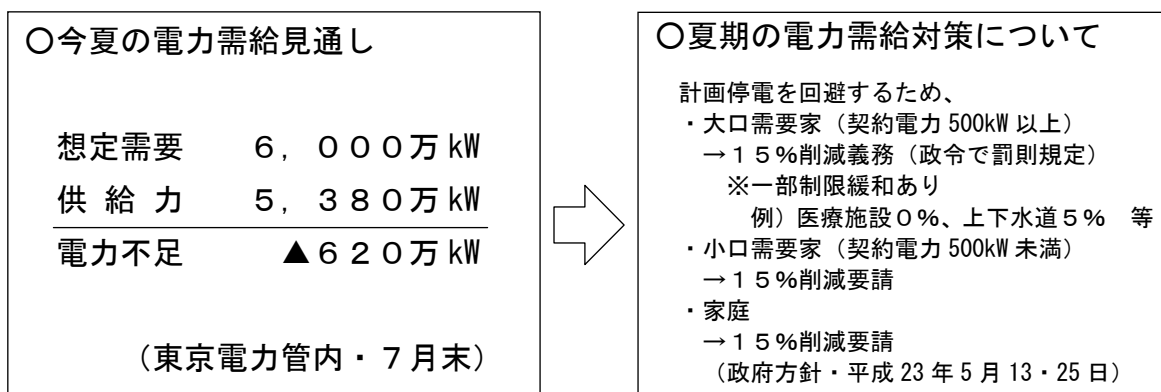 〇今夏の電力需給見通し
想定需要 ６，０００万kW
供 給 力 ５，３８０万kW
電力不足 ▲６２０万kW
（東京電力管内・７月末）
〇夏期の電力需給対策について
計画停電を回避するため、
・大口需要家（契約電力500kW以上）
→１５％削減義務（政令で罰則規定）
※一部制限緩和あり
例）医療施設０％、上下水道５％ 等
・小口需要家（契約電力500kW未満）
→１５％削減要請
・家庭
→１５％削減要請
（政府方針・平成23年5月13・25日）